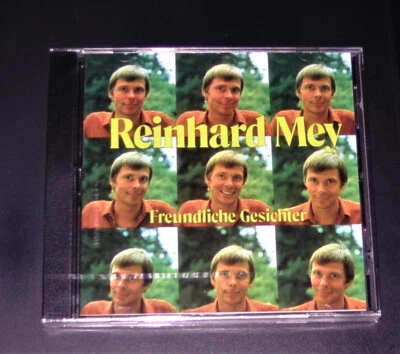 Reinhard Mey
Freundliche Gesichter